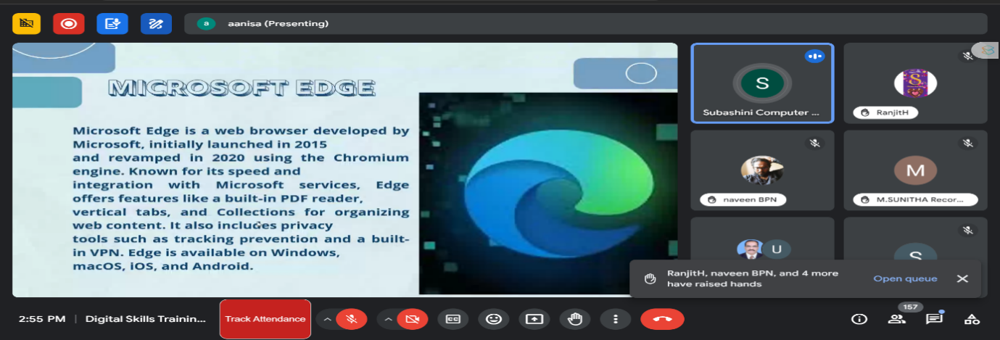 a aanisa (Presenting)
MICROSOFT EDGE
Microsoft Edge is a web browser developed by
Microsoft, initially launched in 2015
and revamped in 2020 using the Chromium
engine. Known for its speed and
integration with Microsoft services, Edge
offers features like a built-in PDF reader,
vertical tabs, and Collections for organizing
web content. It also includes privacy
tools such as tracking prevention and a built-
in VPN. Edge is available on Windows,
macOS, iOS, and Android.
S
Subashini Computer ...
S
RanjitH
naveen BPN
M
M.SUNITHA Recor...
U
S
RanjitH, naveen BPN, and 4 more
have raised hands
Open queue
2:55 PM | Digital Skills Trainin...
Track Attendance
CC
157